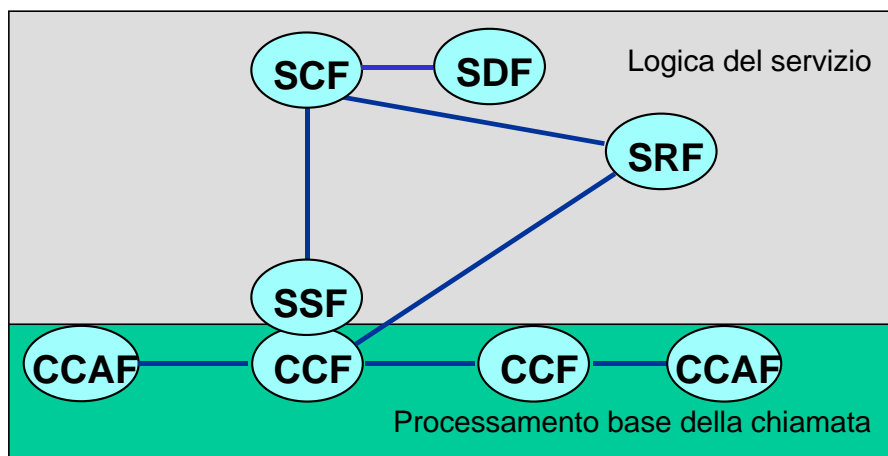 SCF
SDF
Logica del servizio
SRF
SSF
CCAF
CCF
CCF
CCAF
Processamento base della chiamata